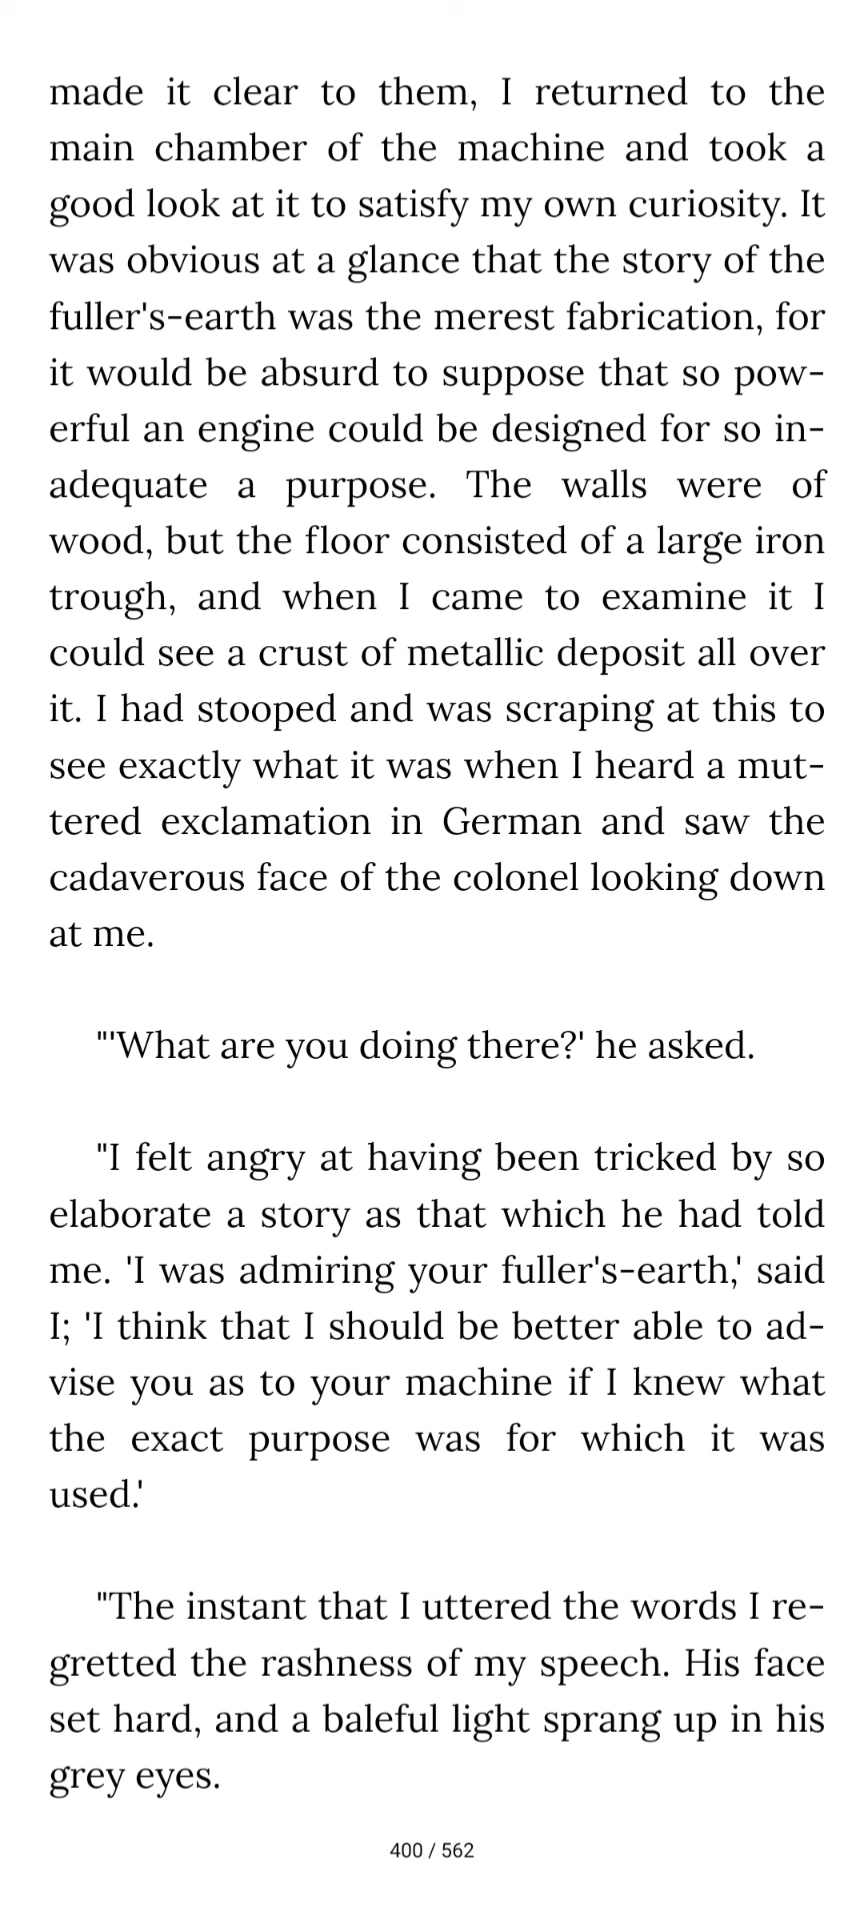 made it clear to them, I returned to the
main chamber of the machine and took a
good look at it to satisfy my own curiosity. It
was obvious at a glance that the story of the
fuller's-earth was the merest fabrication, for
it would be absurd to suppose that so pow-
erful an engine could be designed for so in-
adequate a purpose. The walls were of
wood, but the floor consisted of a large iron
trough, and when I came to examine it I
could see a crust of metallic deposit all over
it. I had stooped and was scraping at this to
see exactly what it was when I heard a mut-
tered exclamation in German and saw the
cadaverous face of the colonel looking down
at me.
"'What are you doing there?' he asked.
"I felt angry at having been tricked by so
elaborate a story as that which he had told
me. 'I was admiring your fuller's-earth,' said
I; 'I think that I should be better able to ad-
vise you as to your machine if I knew what
the exact purpose was for which it was
used.'
"The instant that I uttered the words I re-
gretted the rashness of my speech. His face
set hard, and a baleful light sprang up in his
grey eyes.
400 / 562